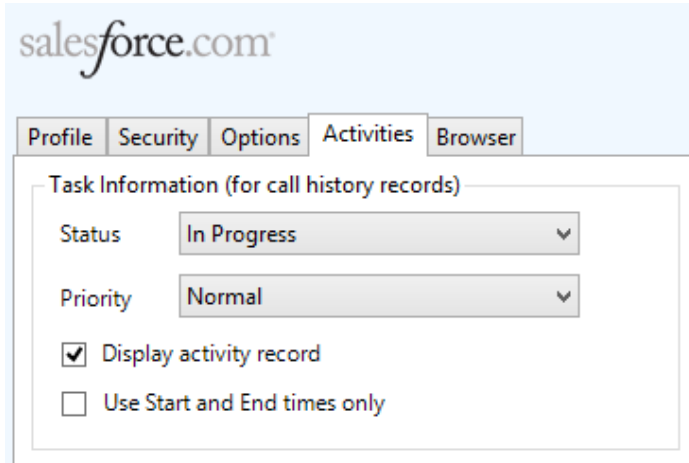 salesforce.com
Profile Security Options Activities Browser
Task Information (for call history records)
Status In Progress
Priority Normal
Display activity record
Use Start and End times only